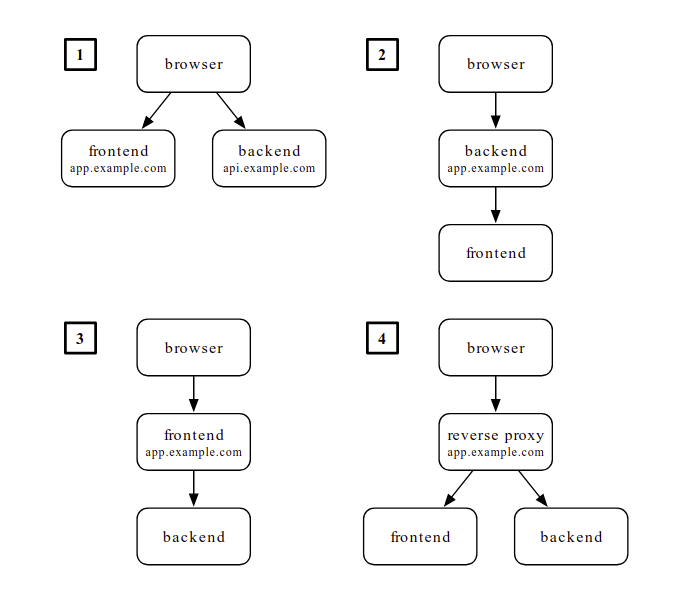 1
browser
frontend
app.example.com
backend
api.example.com
2
browser
backend
app.example.com
frontend
3
browser
frontend
app.example.com
backend
4
browser
reverse proxy
app.example.com
frontend
backend